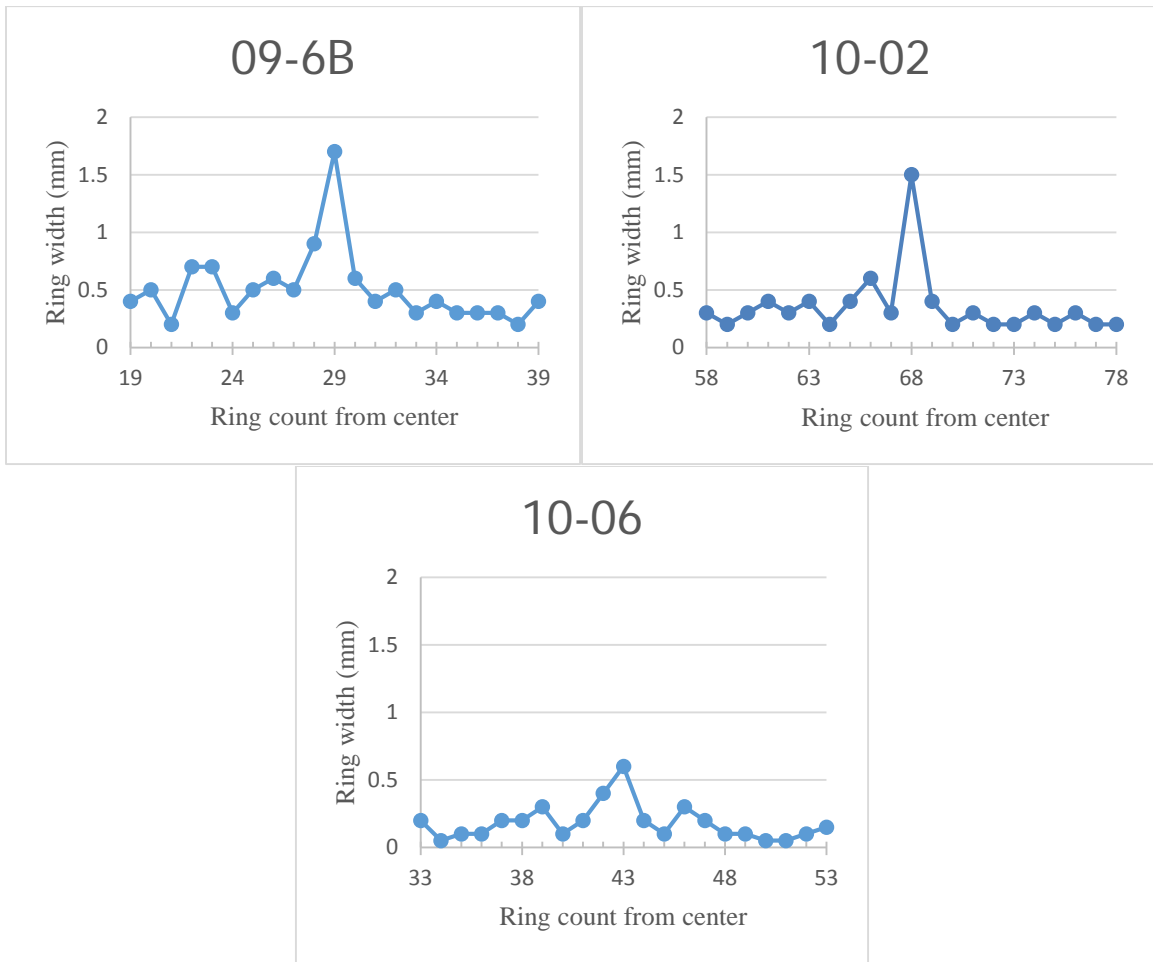 09-6B
2
1.5
1
0.5
0
Ring width (mm)
19 24 29 34 39
Ring count from center
10-02
2
1.5
1
0.5
0
Ring width (mm)
58 63 68 73 78
Ring count from center
10-06
2
1.5
1
0.5
0
Ring width (mm)
33 38 43 48 53
Ring count from center